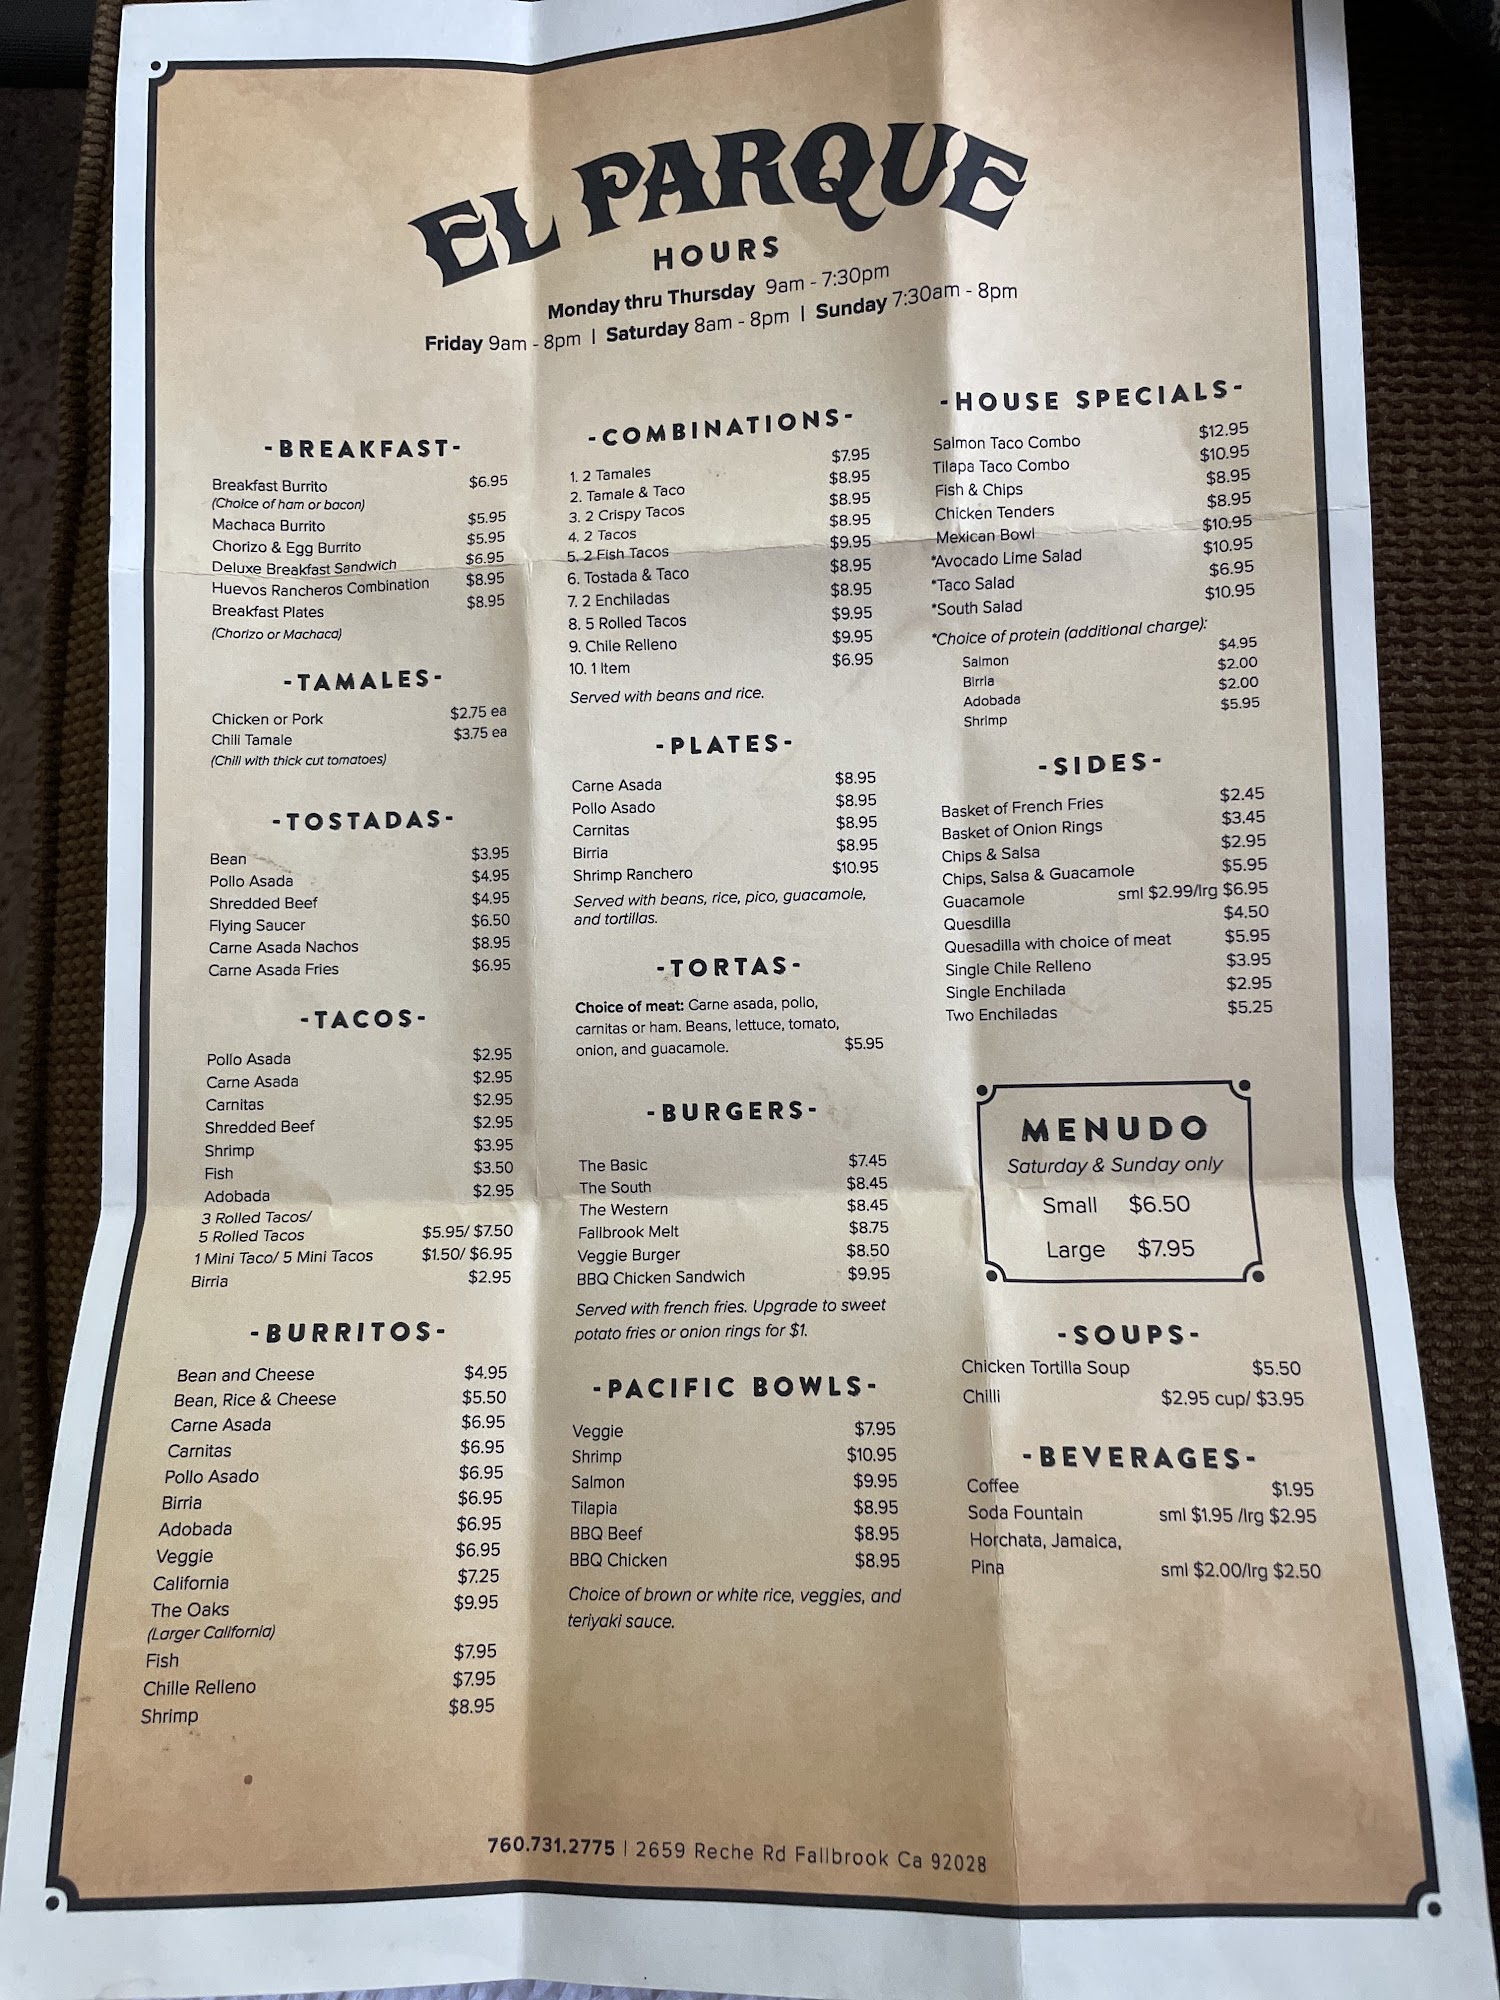 EL PARQUE
HOURS
Monday thru Thursday 9am - 7:30pm
Friday 9am - 8pm | Saturday 8am - 8pm | Sunday 7:30am - 8pm
-BREAKFAST-
Breakfast Burrito $6.95
(Choice of ham or bacon)
Machaca Burrito $5.95
Chorizo & Egg Burrito $5.95
Deluxe Breakfast Sandwich $6.95
Huevos Rancheros Combination $8.95
Breakfast Plates $8.95
(Chorizo or Machaca)
-TAMALES-
Chicken or Pork $2.75 ea
Chili Tamale $3.75 ea
(Chili with thick cut tomatoes)
-TOSTADAS-
Bean $3.95
Pollo Asada $4.95
Shredded Beef $4.95
Flying Saucer $6.50
Carne Asada Nachos $8.95
Carne Asada Fries $6.95
-TACOS-
Pollo Asada $2.95
Carne Asada $2.95
Carnitas $2.95
Shredded Beef $2.95
Shrimp $3.95
Fish $3.50
Adobada $2.95
3 Rolled Tacos/
5 Rolled Tacos $5.95/ $7.50
1 Mini Taco/ 5 Mini Tacos $1.50/ $6.95
Birria $2.95
-BURRITOS-
Bean and Cheese $4.95
Bean, Rice & Cheese $5.50
Carne Asada $6.95
Carnitas $6.95
Pollo Asado $6.95
Birria $6.95
Adobada $6.95
Veggie $6.95
California $7.25
The Oaks $9.95
(Larger California)
Fish $7.95
Chille Relleno $7.95
Shrimp $8.95
-COMBINATIONS-
1. 2 Tamales $7.95
2. Tamale & Taco $8.95
3. 2 Crispy Tacos $8.95
4. 2 Tacos $8.95
5. 2 Fish Tacos $9.95
6. Tostada & Taco $8.95
7. 2 Enchiladas $8.95
8. 5 Rolled Tacos $9.95
9. Chile Relleno $9.95
10. 1 Item $6.95
Served with beans and rice.
-PLATES-
Carne Asada $8.95
Pollo Asado $8.95
Carnitas $8.95
Birria $8.95
Shrimp Ranchero $10.95
Served with beans, rice, pico, guacamole,
and tortillas.
-TORTAS-
Choice of meat: Carne asada, pollo,
carnitas or ham. Beans, lettuce, tomato,
onion, and guacamole. $5.95
-BURGERS-
The Basic $7.45
The South $8.45
The Western $8.45
Fallbrook Melt $8.75
Veggie Burger $8.50
BBQ Chicken Sandwich $9.95
Served with french fries. Upgrade to sweet
potato fries or onion rings for $1.
-PACIFIC BOWLS-
Veggie $7.95
Shrimp $10.95
Salmon $9.95
Tilapia $8.95
BBQ Beef $8.95
BBQ Chicken $8.95
Choice of brown or white rice, veggies, and
teriyaki sauce.
-HOUSE SPECIALS-
Salmon Taco Combo $12.95
Tilapa Taco Combo $10.95
Fish & Chips $8.95
Chicken Tenders $8.95
Mexican Bowl $10.95
*Avocado Lime Salad $10.95
*Taco Salad $6.95
*South Salad $10.95
*Choice of protein (additional charge):
Salmon $4.95
Birria $2.00
Adobada $2.00
Shrimp $5.95
-SIDES-
Basket of French Fries $2.45
Basket of Onion Rings $3.45
Chips & Salsa $2.95
Chips, Salsa & Guacamole $5.95
Guacamole sml $2.99/lrg $6.95
Quesdilla $4.50
Quesadilla with choice of meat $5.95
Single Chile Relleno $3.95
Single Enchilada $2.95
Two Enchiladas $5.25
MENUDO
Saturday & Sunday only
Small $6.50
Large $7.95
-SOUPS-
Chicken Tortilla Soup $5.50
Chilli $2.95 cup/ $3.95
-BEVERAGES-
Coffee $1.95
Soda Fountain sml $1.95 /lrg $2.95
Horchata, Jamaica,
Pina sml $2.00/lrg $2.50
760.731.2775 | 2659 Reche Rd Fallbrook Ca 92028